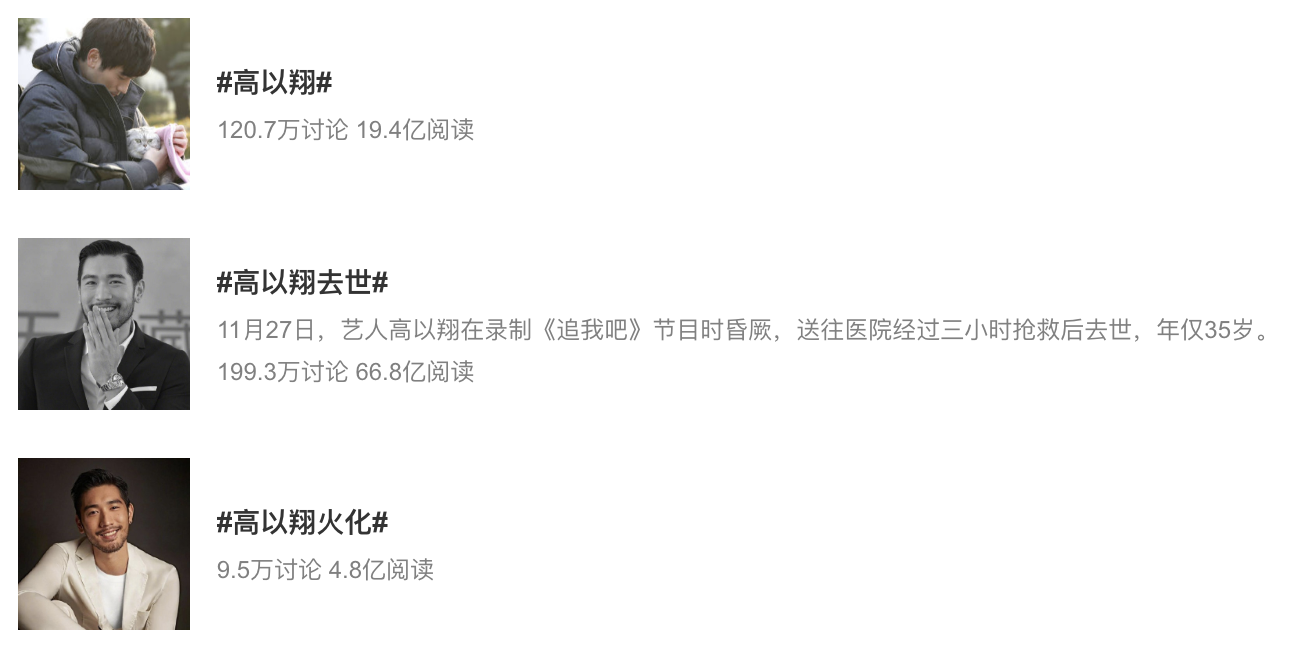 #高以翔#
120.7万讨论 19.4亿阅读
#高以翔去世#
11月27日，艺人高以翔在录制《追我吧》节目时昏厥，送往医院经过三小时抢救后去世，年仅35岁。
199.3万讨论 66.8亿阅读
#高以翔火化#
9.5万讨论 4.8亿阅读